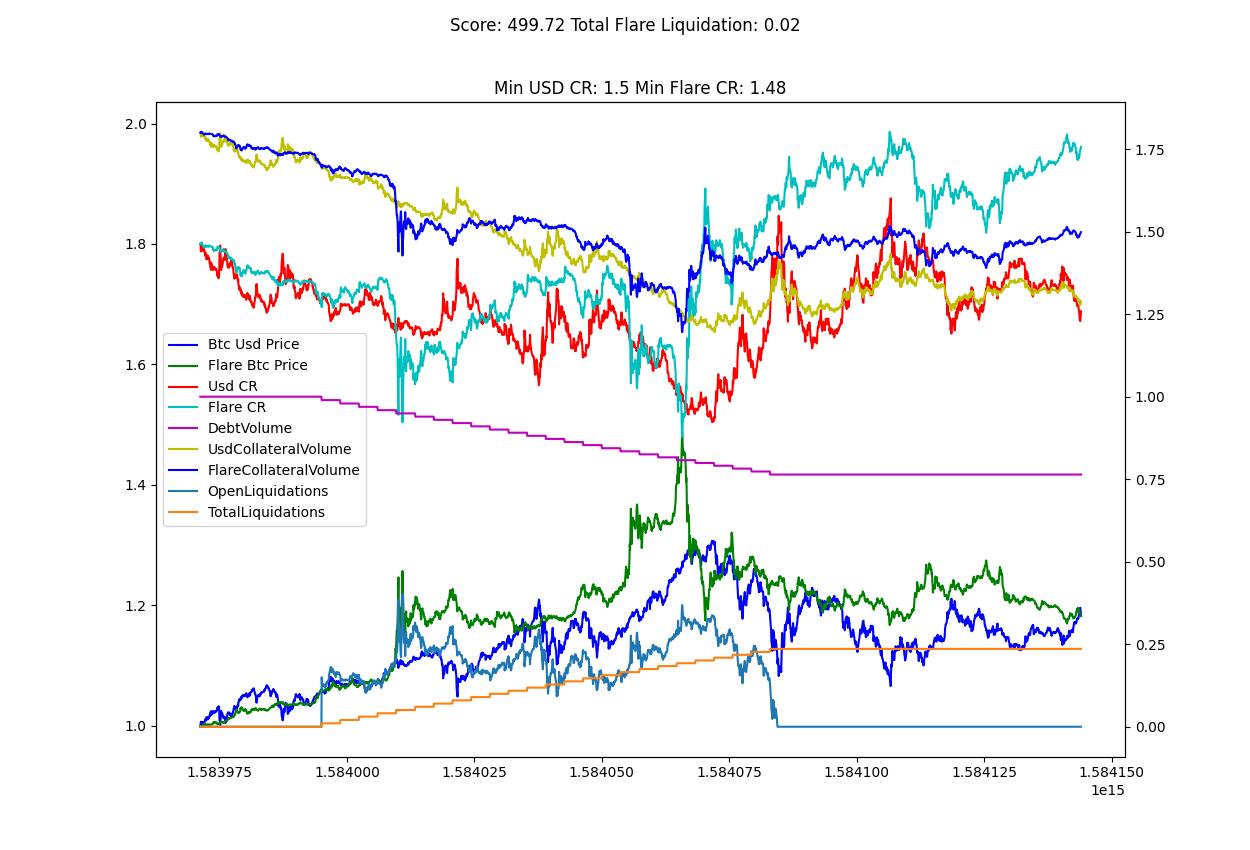 Score: 499.72 Total Flare Liquidation: 0.02
Min USD CR: 1.5 Min Flare CR: 1.48
2.0
1.8
1.6
1.4
1.2
1.0
1.75
1.50
1.25
1.00
0.75
0.50
0.25
0.00
Btc Usd Price
Flare Btc Price
Usd CR
Flare CR
DebtVolume
UsdCollateralVolume
FlareCollateralVolume
OpenLiquidations
TotalLiquidations
1.583975 1.584000 1.584025 1.584050 1.584075 1.584100 1.584125 1.584150
1e15